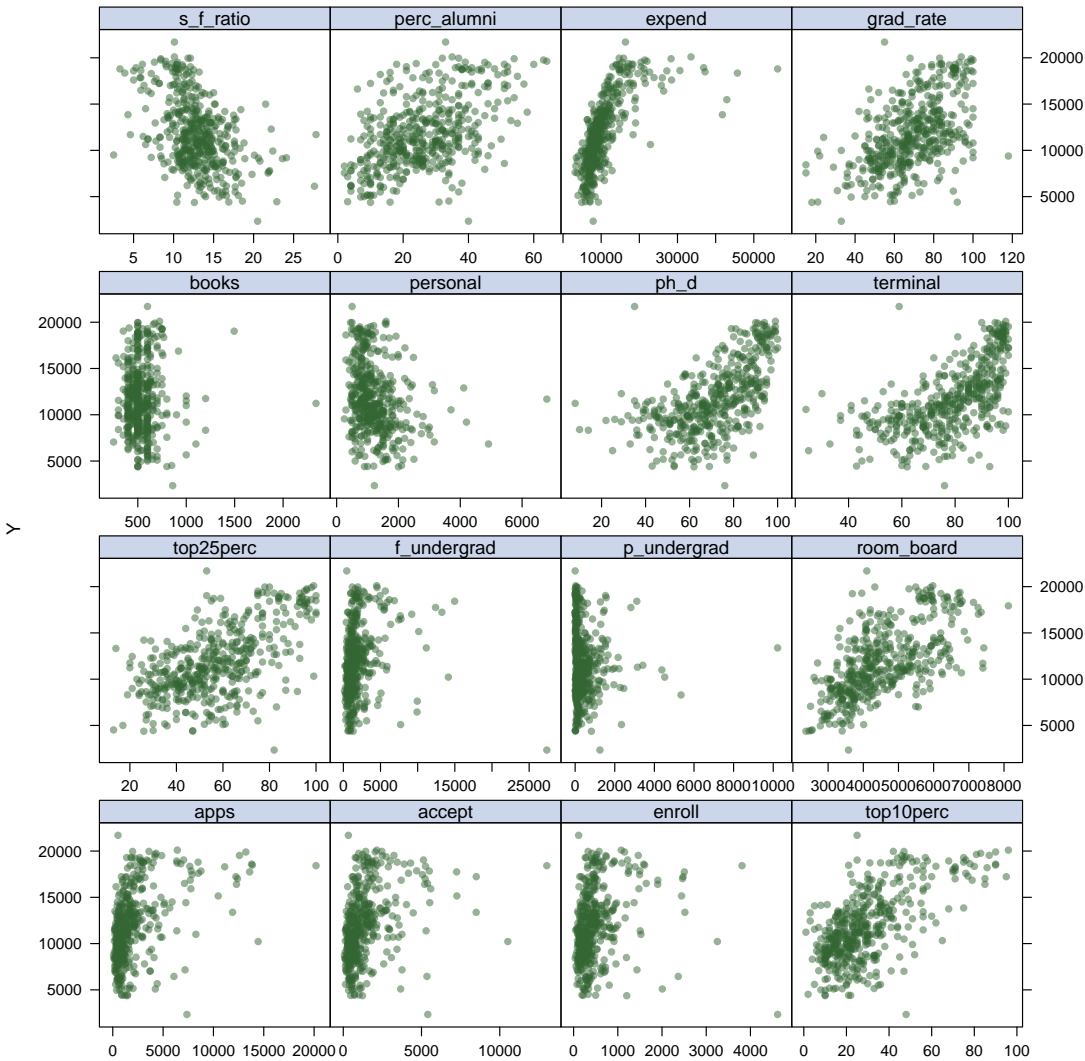 s_f_ratio perc_alumni expend grad_rate
20000
15000
10000
5000
5 10 15 20 25 0 20 40 60 10000 30000 50000 20 40 60 80 100 120
books personal ph_d terminal
20000
15000
10000
5000
500 1000 1500 2000 0 2000 4000 6000 20 40 60 80 100 40 60 80 100
Y
top25perc f_undergrad p_undergrad room_board
20000
15000
10000
5000
20 40 60 80 100 0 5000 15000 25000 0 2000 4000 6000 8000 10000 3000 4000 5000 6000 7000 8000
apps accept enroll top10perc
20000
15000
10000
5000
0 5000 10000 15000 20000 0 5000 10000 0 1000 2000 3000 4000 0 20 40 60 80 100